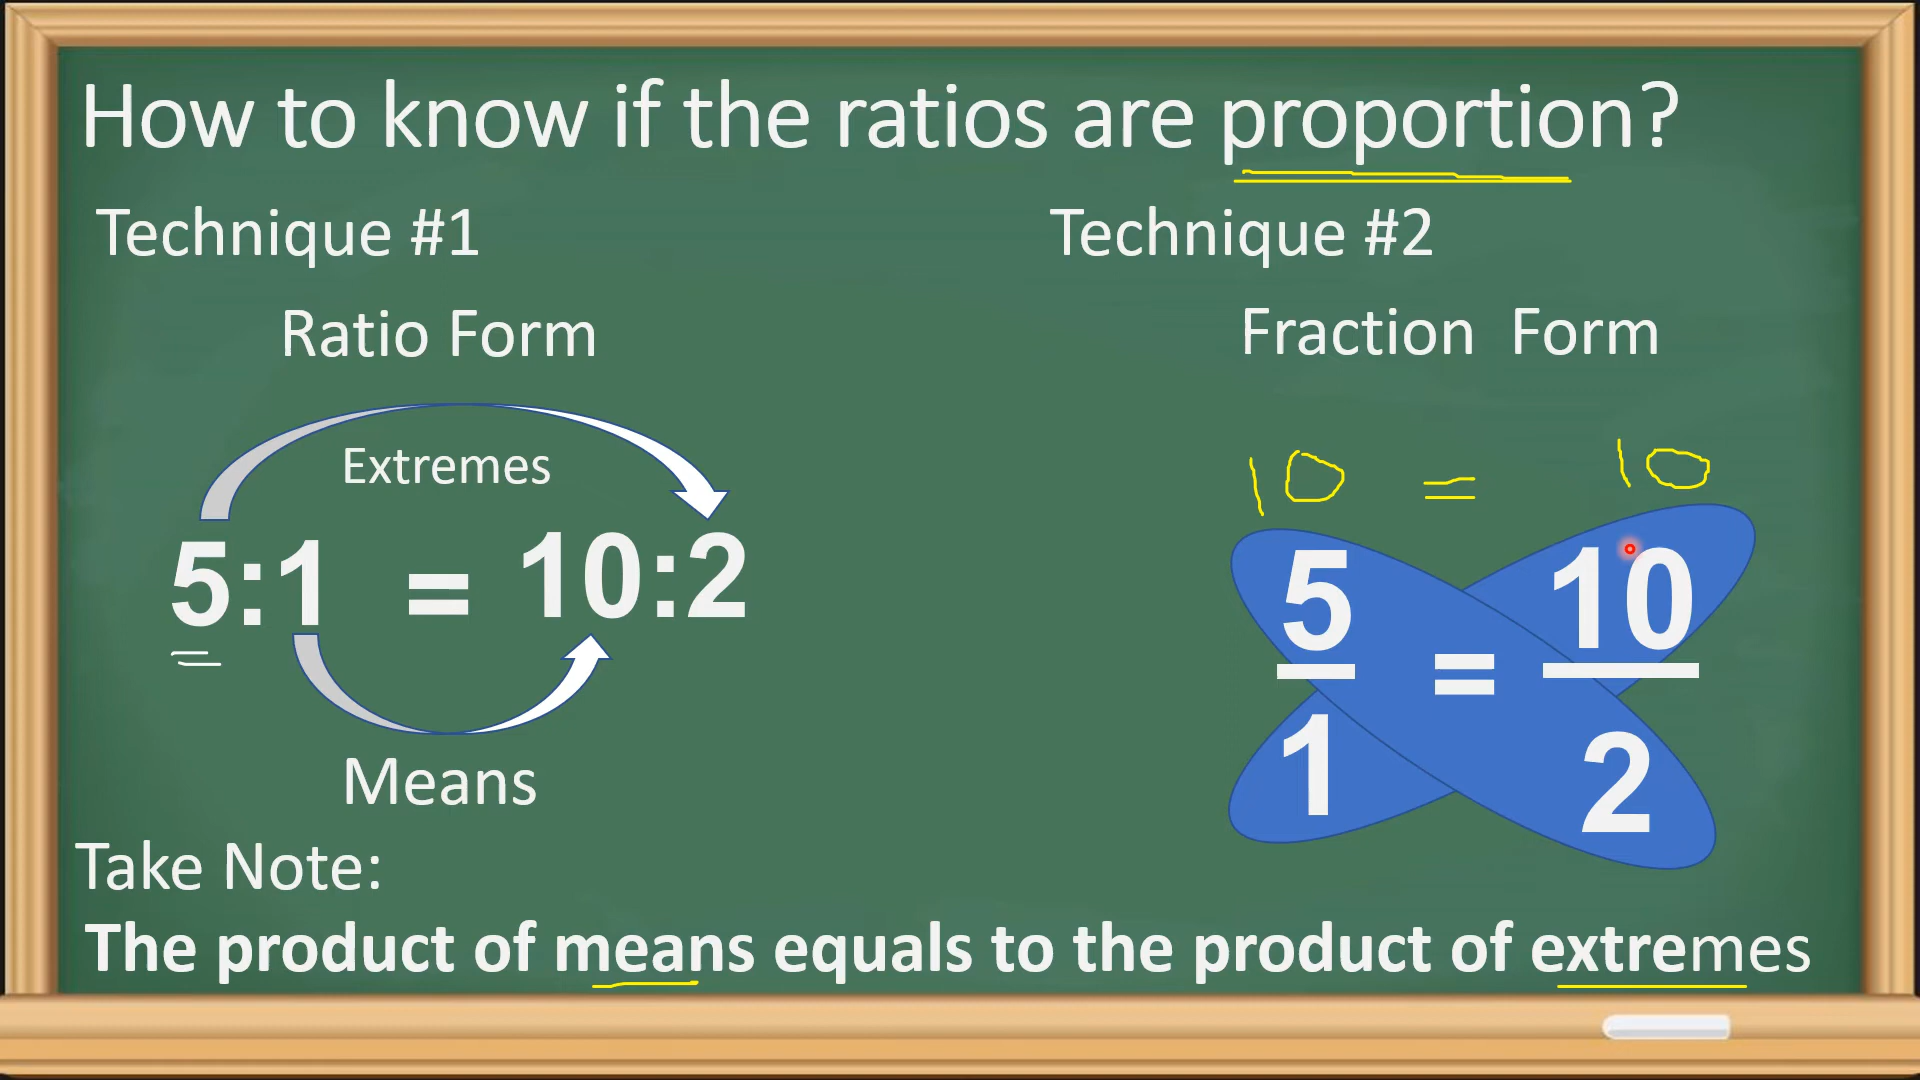 How to know if the ratios are proportion?
Technique #1
Ratio Form
Extremes
5:1 = 10:2
Means
Technique #2
Fraction Form
10 = 10
5 = 10
1 2
Take Note:
The product of means equals to the product of extremes